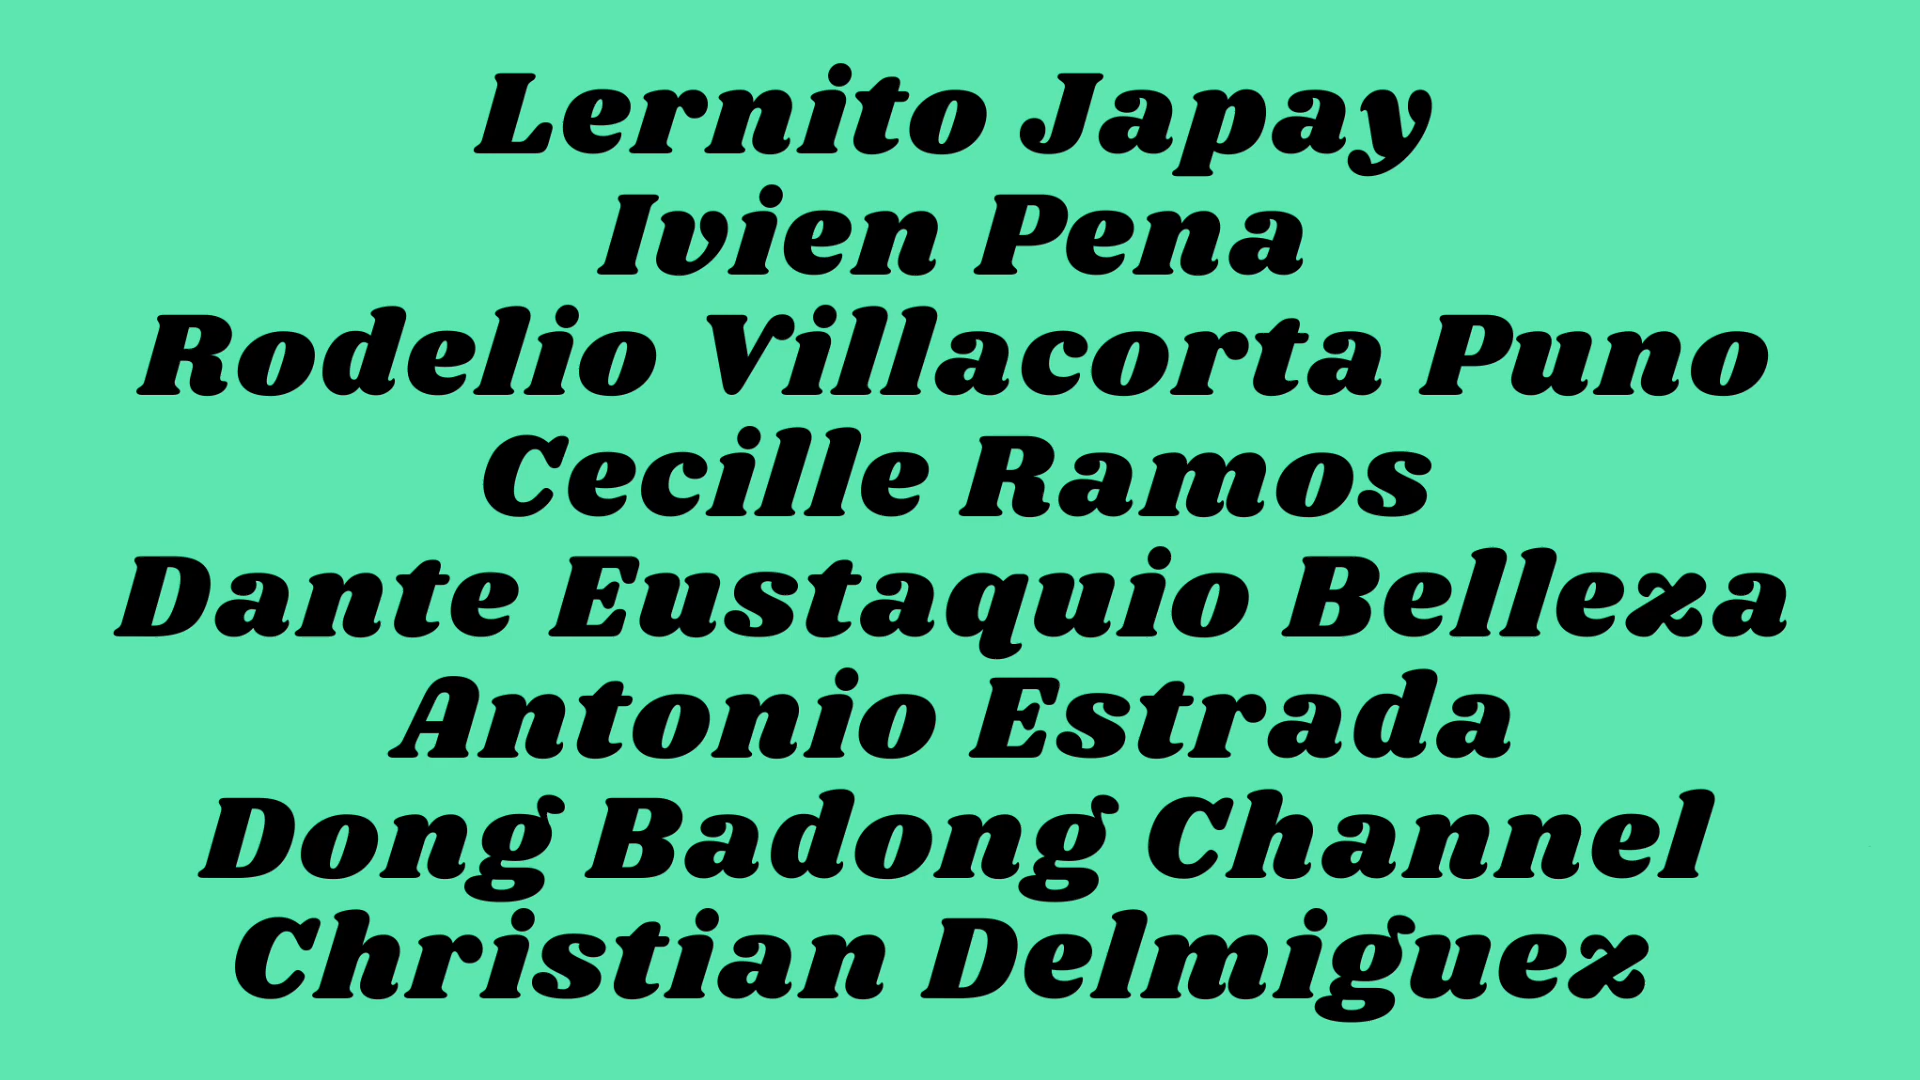 Lernito Japay
Ivien Pena
Rodelio Villacorta Puno
Cecille Ramos
Dante Eustaquio Belleza
Antonio Estrada
Dong Badong Channel
Christian Delmiguez